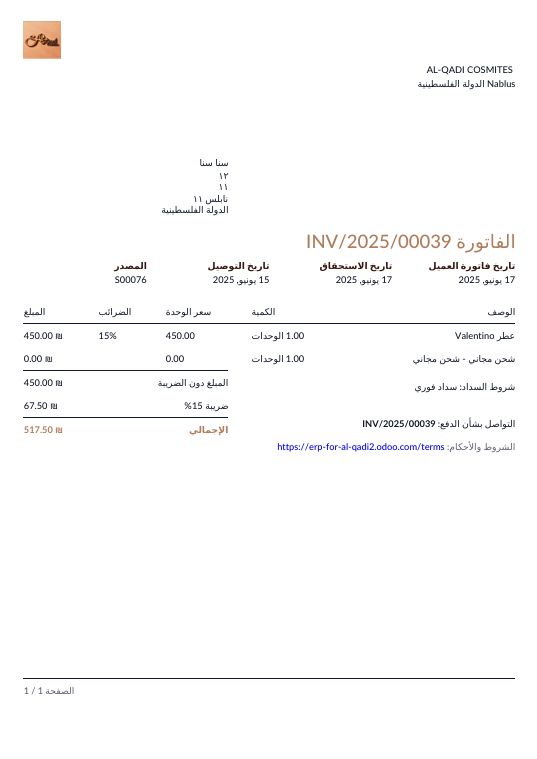 AL-QADI COSMITES
Nablus الدولة الفلسطينية
سنا سنا
١٢
١١
نابلس ١١
الدولة الفلسطينية
الفاتورة INV/2025/00039
تاريخ فاتورة العميل تاريخ الاستحقاق تاريخ التوصيل المصدر
17 يونيو, 2025 17 يونيو, 2025 15 يونيو, 2025 S00076
الوصف الكمية سعر الوحدة الضرائب المبلغ
عطر Valentino 1.00 الوحدات 450.00 15% 450.00 ₪
شحن مجاني - شحن مجاني 1.00 الوحدات 0.00 0.00 ₪
المبلغ دون الضريبة 450.00 ₪
شروط السداد: سداد فوري
ضريبة 15% 67.50 ₪
التواصل بشأن الدفع: INV/2025/00039
الإجمالي 517.50 ₪
الشروط والأحكام: https://erp-for-al-qadi2.odoo.com/terms
الصفحة 1 / 1